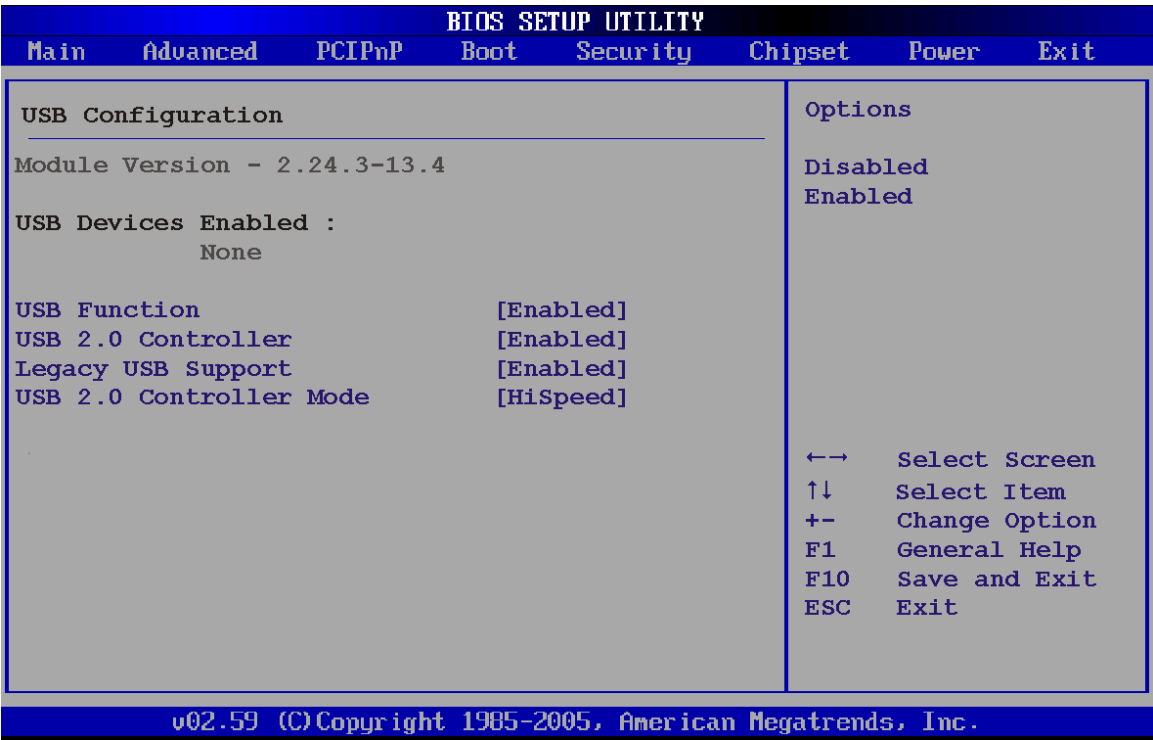 BIOS SETUP UTILITY
Main Advanced PCIPnP Boot Security Chipset Power Exit
USB Configuration
Module Version - 2.24.3-13.4
USB Devices Enabled :
None
USB Function [Enabled]
USB 2.0 Controller [Enabled]
Legacy USB Support [Enabled]
USB 2.0 Controller Mode [HiSpeed]
Options
Disabled
Enabled
←→ Select Screen
↑↓ Select Item
+- Change Option
F1 General Help
F10 Save and Exit
ESC Exit
v02.59 (C)Copyright 1985-2005, American Megatrends, Inc.